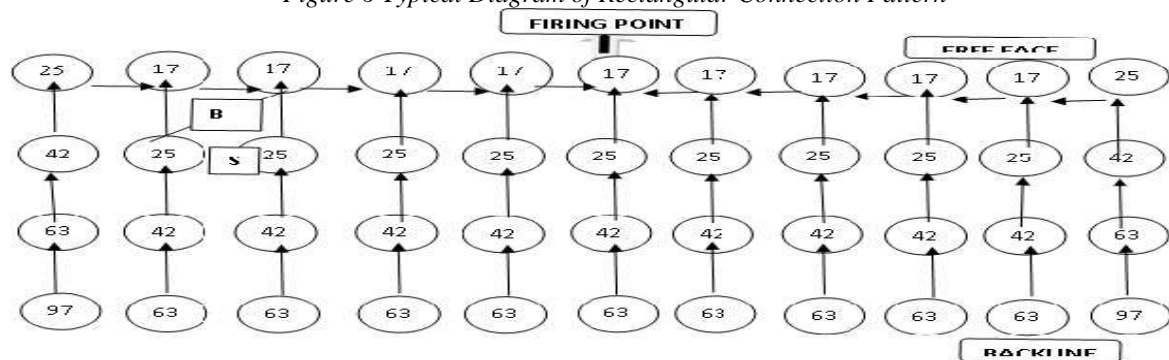 Figure 6 Typical Diagram of Rectangular Connection Pattern
FIRING POINT
FREE FACE
25 17 17 17 17 17 17 17 17 17 25
B
42 25 S 25 25 25 25 25 25 25 25 42
63 42 42 42 42 42 42 42 42 42 63
97 63 63 63 63 63 63 63 63 63 97
BACKLINE